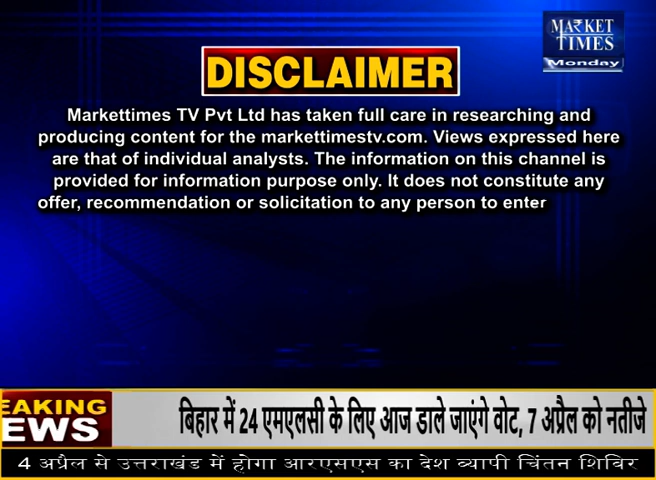 MARKET
TIMES
Monday
DISCLAIMER
Markettimes TV Pvt Ltd has taken full care in researching and
producing content for the markettimestv.com. Views expressed here
are that of individual analysts. The information on this channel is
provided for information purpose only. It does not constitute any
offer, recommendation or solicitation to any person to enter
EAKING
EWS
बिहार में 24 एमएलसी के लिए आज डाले जाएंगे वोट, 7 अप्रैल को नतीजे
4 अप्रैल से उत्तराखंड में होगा आरएसएस का देश व्यापी चिंतन शिविर